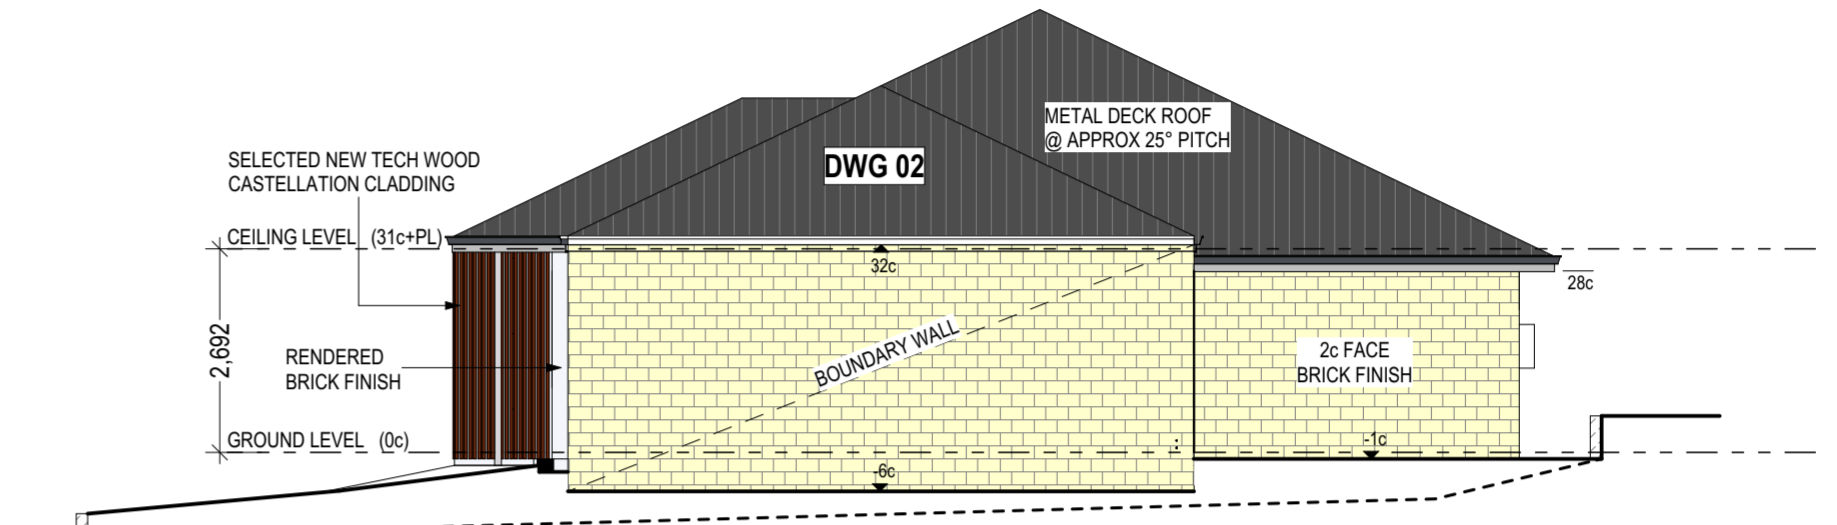 METAL DECK ROOF
@ APPROX 25° PITCH
SELECTED NEW TECH WOOD
CASTELLATION CLADDING
DWG 02
CEILING LEVEL (31c+PL)
32c
28c
2,692
RENDERED
BRICK FINISH
BOUNDARY WALL
2c FACE
BRICK FINISH
GROUND LEVEL (0c)
-1c
-6c